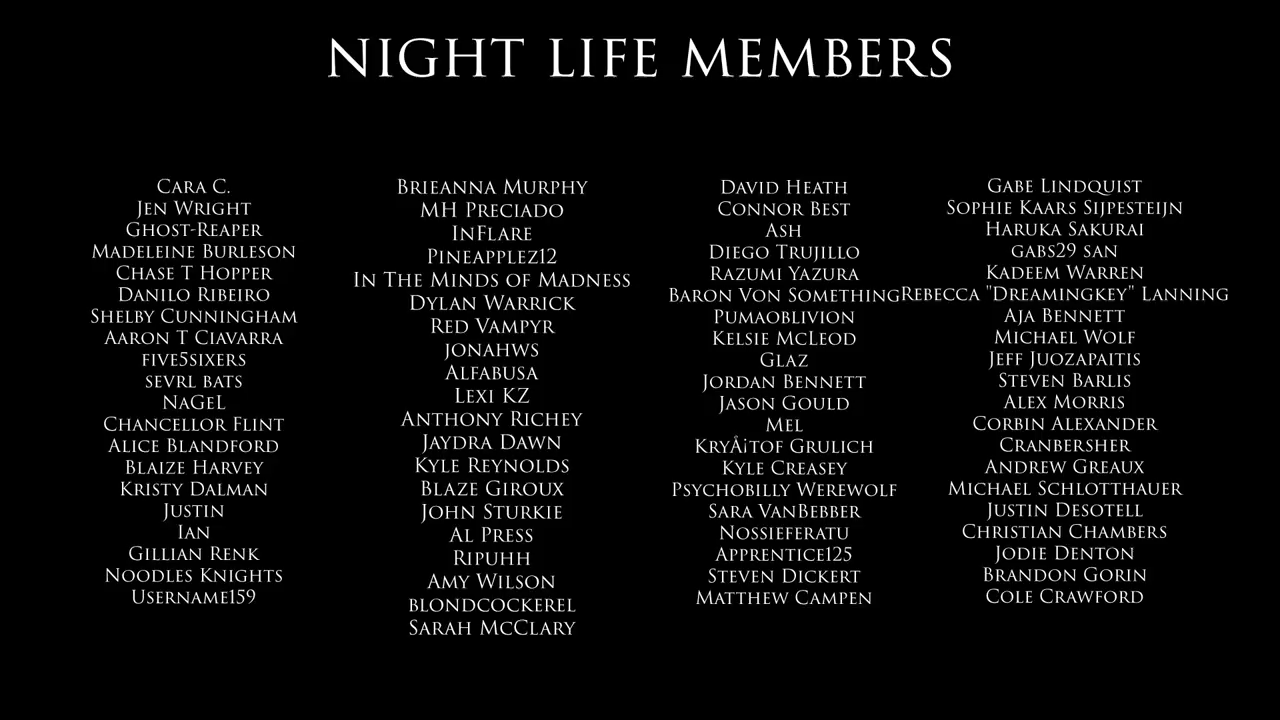 NIGHT LIFE MEMBERS
Cara C.
Jen Wright
Ghost-Reaper
Madeleine Burleson
Chase T Hopper
Danilo Ribeiro
Shelby Cunningham
Aaron T Ciavarra
five5sixers
sevrl bats
NaGeL
Chancellor Flint
Alice Blandford
Blaize Harvey
Kristy Dalman
Justin
Ian
Gillian Renk
Noodles Knights
Username159
Brieanna Murphy
MH Preciado
InFlare
Pineapplez12
In The Minds of Madness
Dylan Warrick
Red Vampyr
jonahws
Alfabusa
Lexi KZ
Anthony Richey
Jaydra Dawn
Kyle Reynolds
Blaze Giroux
John Sturkie
Al Press
Ripuhh
Amy Wilson
blondcockerel
Sarah McClary
David Heath
Connor Best
Ash
Diego Trujillo
Razumi Yazura
Baron Von Something
Pumaoblivion
Kelsie McLeod
Glaz
Jordan Bennett
Jason Gould
Mel
KryÅ¡tof Grulich
Kyle Creasey
Psychobilly Werewolf
Sara VanBebber
Nossieferatu
Apprentice125
Steven Dickert
Matthew Campen
Gabe Lindquist
Sophie Kaars Sijpesteijn
Haruka Sakurai
gabs29 san
Kadeem Warren
Rebecca "Dreamingkey" Lanning
Aja Bennett
Michael Wolf
Jeff Juozapaitis
Steven Barlis
Alex Morris
Corbin Alexander
Cranbersher
Andrew Greaux
Michael Schlotthauer
Justin Desotell
Christian Chambers
Jodie Denton
Brandon Gorin
Cole Crawford